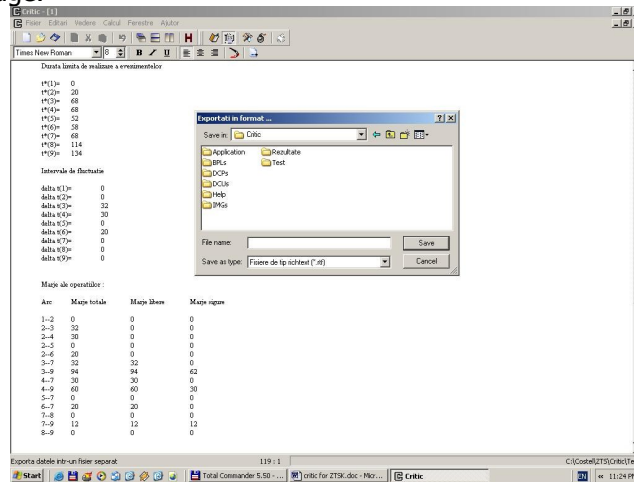 Critic - [1]
Fisier Editari Vedere Calcul Ferestre Ajutor
Times New Roman 8 B I U
Durata limita de realizare a evenimentelor
t*(1)= 0
t*(2)= 20
t*(3)= 68
t*(4)= 68
t*(5)= 52
t*(6)= 58
t*(7)= 68
t*(8)= 114
t*(9)= 134
Intervale de fluctuatie
delta t(1)= 0
delta t(2)= 0
delta t(3)= 32
delta t(4)= 30
delta t(5)= 0
delta t(6)= 20
delta t(7)= 0
delta t(8)= 0
delta t(9)= 0
Marje ale operatiilor :
Arc Marje totale Marje libere Marje sigure
1--2 0 0 0
2--3 32 0 0
2--4 30 0 0
2--5 0 0 0
2--6 20 0 0
3--7 32 32 0
3--9 94 94 62
4--7 30 30 0
4--9 60 60 30
5--7 0 0 0
6--7 20 20 0
7--8 0 0 0
7--9 12 12 12
8--9 0 0 0
Exportati in format ...
Save in: Critic
Application Rezultate
BPLs Test
DCPs
DCUs
Help
IMGs
File name: Save
Save as type: Fisiere de tip richtext (*.rtf) Cancel
Exporta datele intr-un fisier separat 119 : 1 C:\Costel\ZTS\Critic\Te
Start Total Commander 5.50 - ... critic for ZTSK.doc - Micr... Critic EN « 11:24 PM